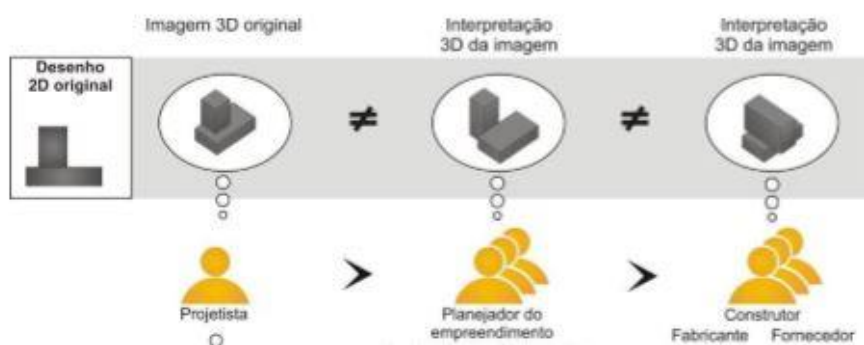 Imagem 3D original
Interpretação
3D da imagem
Interpretação
3D da imagem
Desenho
2D original
≠
≠
>
>
Projetista
Planejador do
empreendimento
Construtor
Fabricante Fornecedor